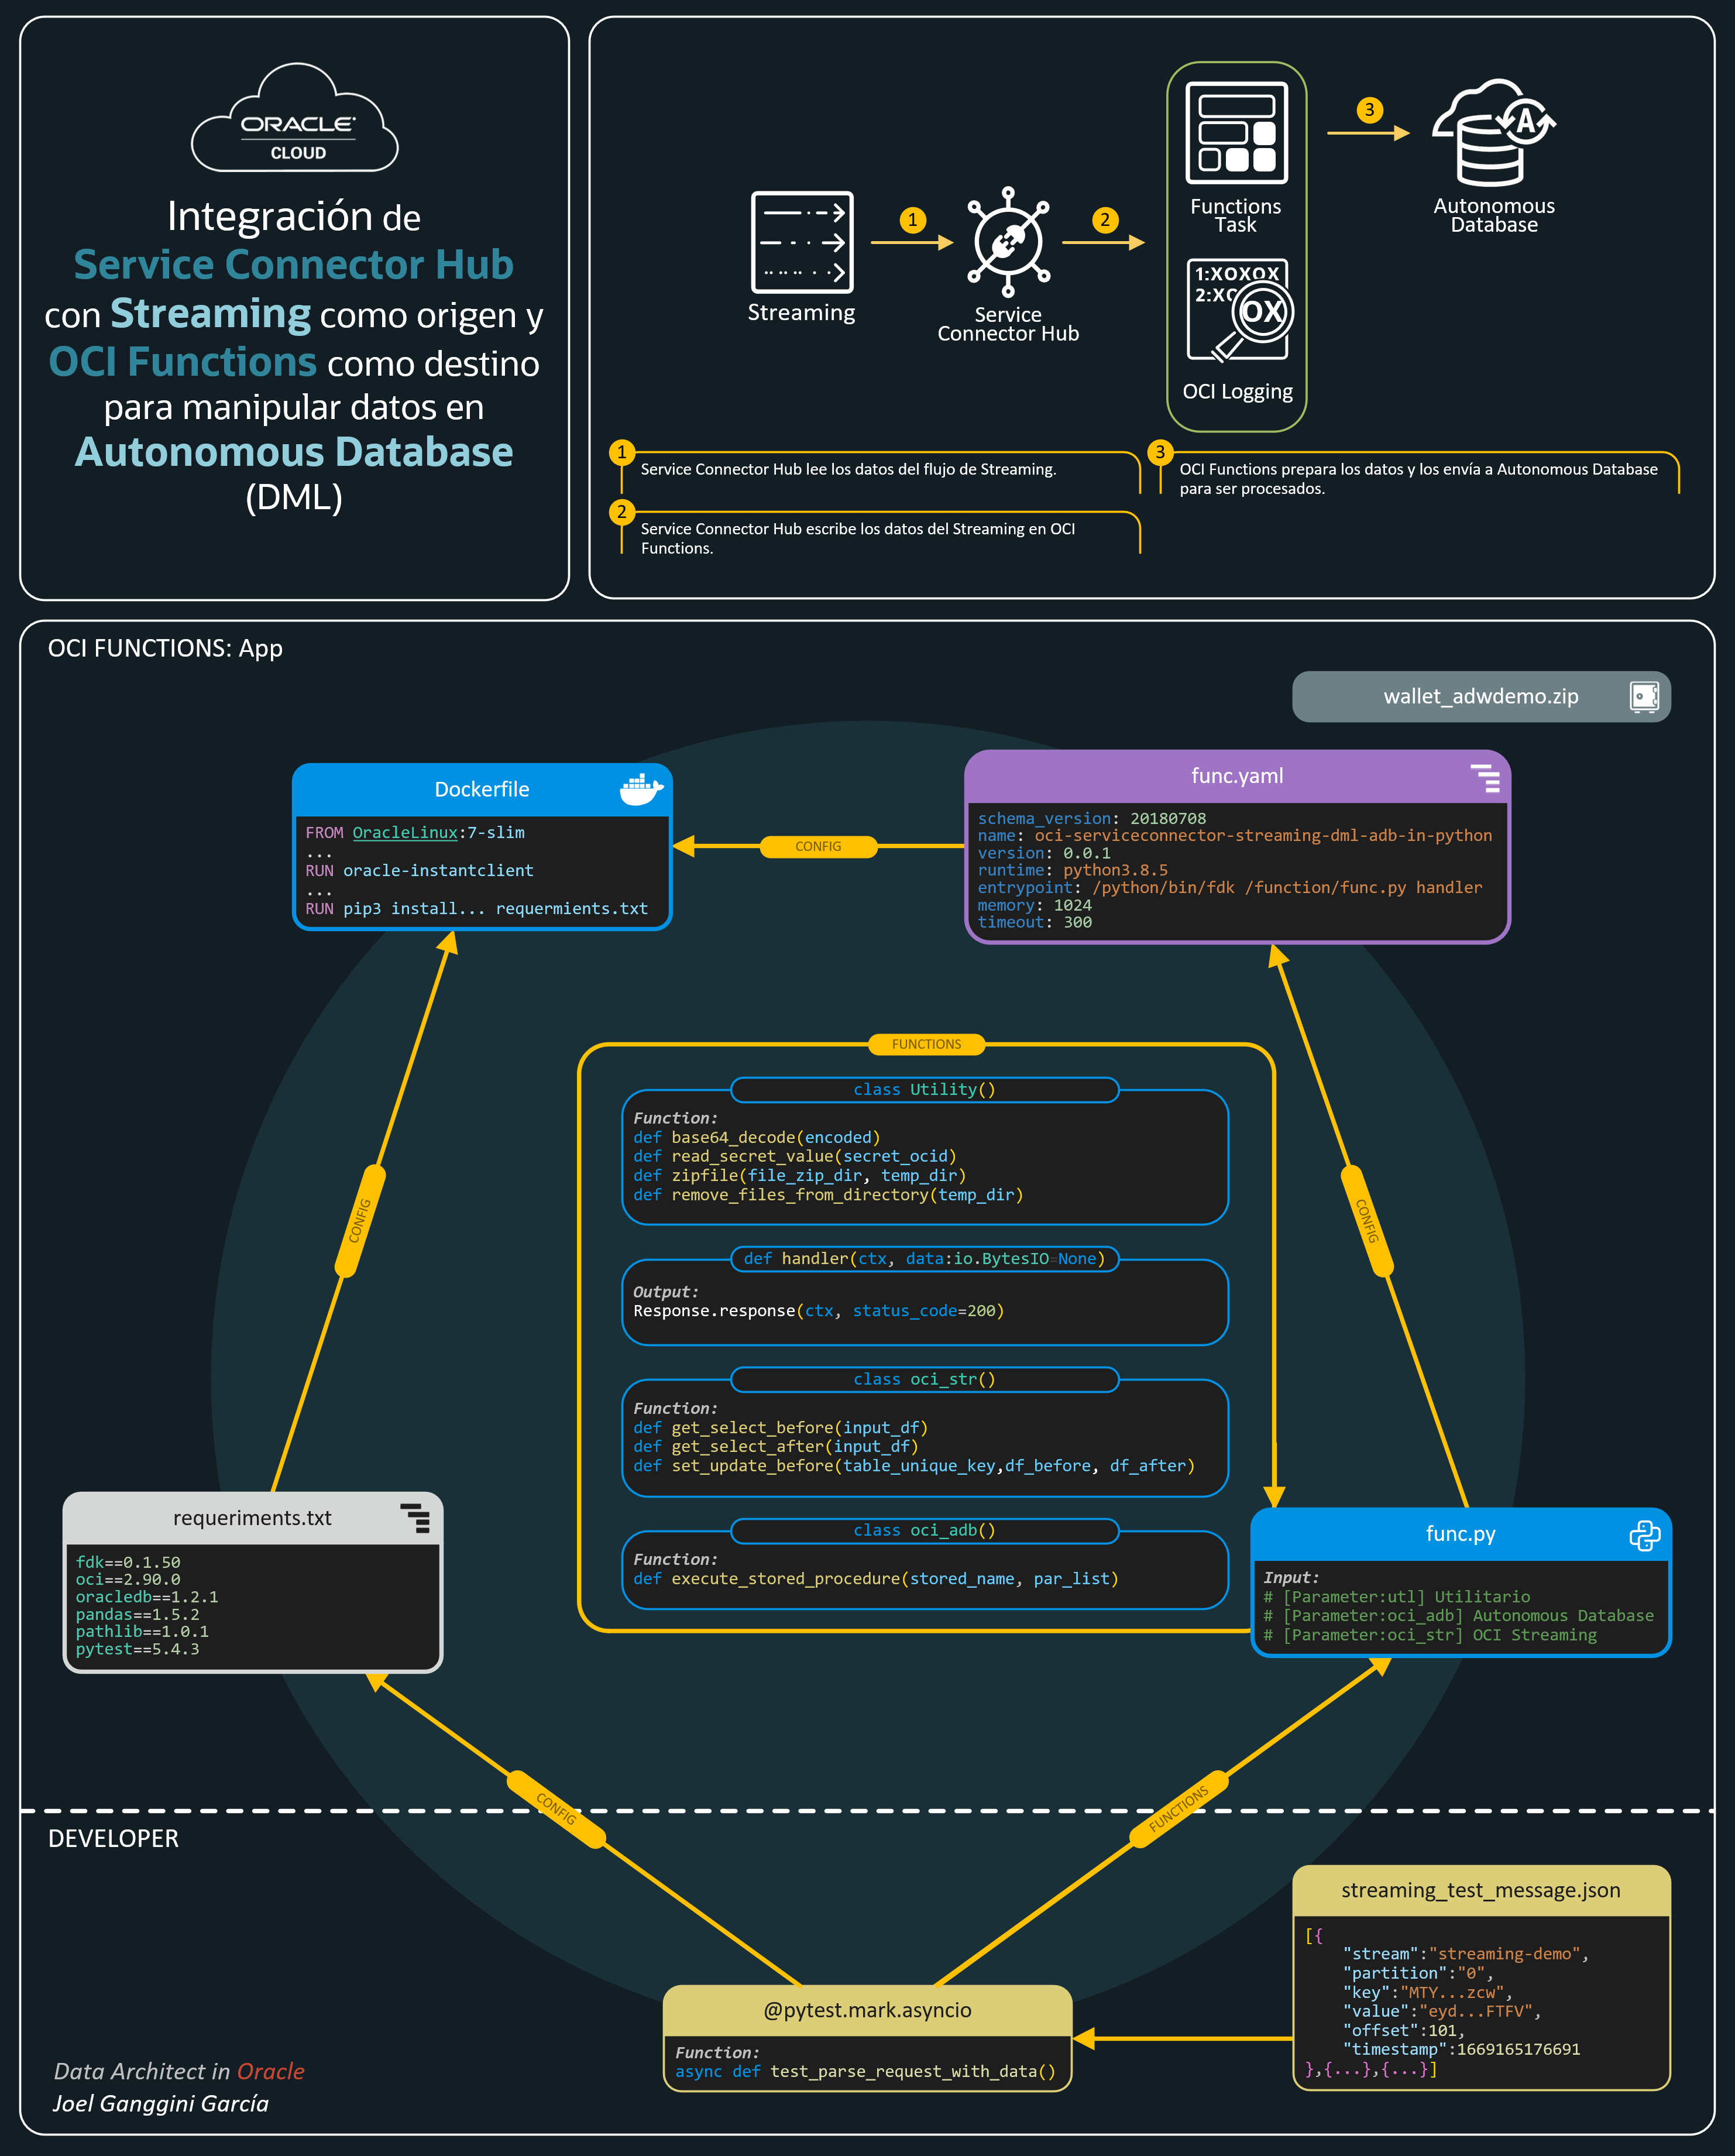 ORACLE
CLOUD
Integración de
Service Connector Hub
con Streaming como origen y
OCI Functions como destino
para manipular datos en
Autonomous Database
(DML)
1
2
3
Streaming
Service
Connector Hub
Functions
Task
1:XOXOX
2:XO
OX
OCI Logging
A
Autonomous
Database
1
Service Connector Hub lee los datos del flujo de Streaming.
2
Service Connector Hub escribe los datos del Streaming en OCI
Functions.
3
OCI Functions prepara los datos y los envía a Autonomous Database
para ser procesados.
OCI FUNCTIONS: App
wallet_adwdemo.zip
Dockerfile
FROM OracleLinux:7-slim
...
RUN oracle-instantclient
...
RUN pip3 install... requermients.txt
CONFIG
func.yaml
schema_version: 20180708
name: oci-serviceconnector-streaming-dml-adb-in-python
version: 0.0.1
runtime: python3.8.5
entrypoint: /python/bin/fdk /function/func.py handler
memory: 1024
timeout: 300
CONFIG
CONFIG
FUNCTIONS
class Utility()
Function:
def base64_decode(encoded)
def read_secret_value(secret_ocid)
def zipfile(file_zip_dir, temp_dir)
def remove_files_from_directory(temp_dir)
def handler(ctx, data:io.BytesIO=None)
Output:
Response.response(ctx, status_code=200)
class oci_str()
Function:
def get_select_before(input_df)
def get_select_after(input_df)
def set_update_before(table_unique_key,df_before, df_after)
class oci_adb()
Function:
def execute_stored_procedure(stored_name, par_list)
requeriments.txt
fdk==0.1.50
oci==2.90.0
oracledb==1.2.1
pandas==1.5.2
pathlib==1.0.1
pytest==5.4.3
func.py
Input:
# [Parameter:utl] Utilitario
# [Parameter:oci_adb] Autonomous Database
# [Parameter:oci_str] OCI Streaming
CONFIG
FUNCTIONS
DEVELOPER
@pytest.mark.asyncio
Function:
async def test_parse_request_with_data()
streaming_test_message.json
[{
"stream":"streaming-demo",
"partition":"0",
"key":"MTY...zcw",
"value":"eyd...FTFV",
"offset":101,
"timestamp":1669165176691
},{...},{...}]
Data Architect in Oracle
Joel Ganggini García